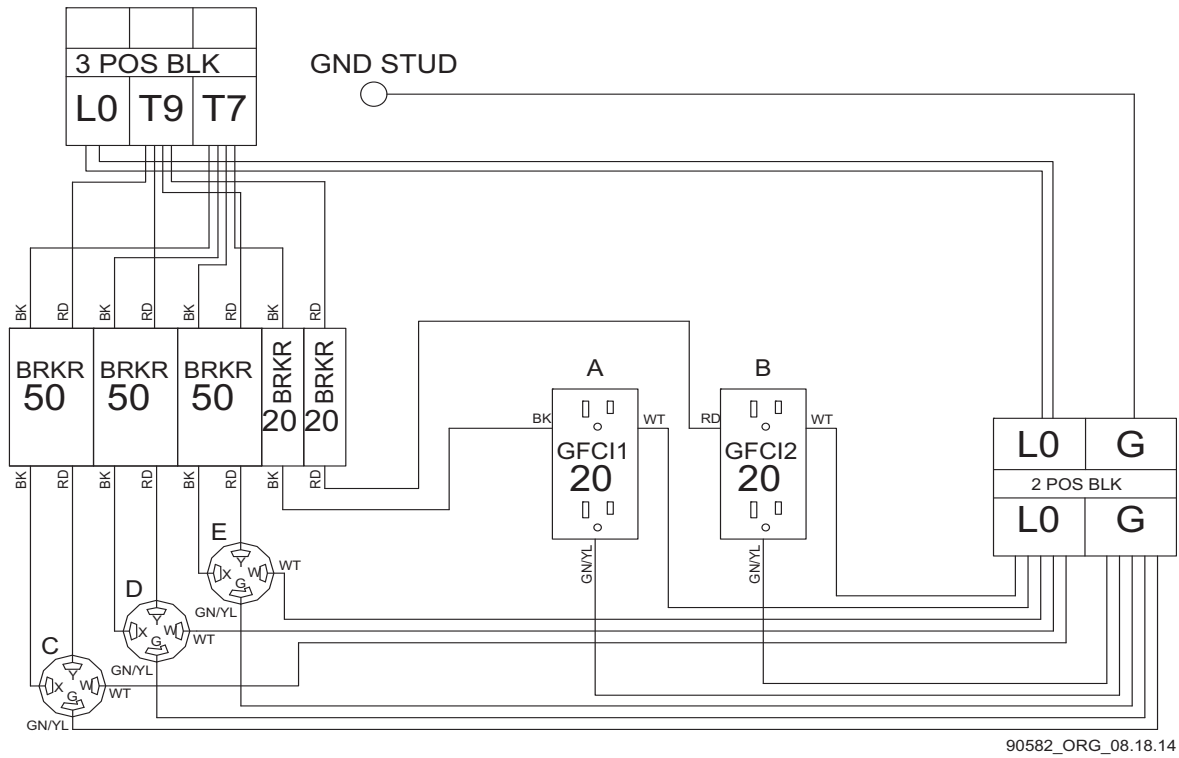 3 POS BLK
L0 T9 T7
GND STUD
BK RD BK RD BK RD BK RD
BRKR 50
BRKR 50
BRKR 50
BRKR 20
BRKR 20
BK RD BK RD BK RD BK RD
A
BK
WT
GFCI1
20
GN/YL
B
RD
WT
GFCI2
20
GN/YL
L0 G
2 POS BLK
L0 G
E
Y
X W
G
WT
GN/YL
D
Y
X W
G
WT
GN/YL
C
Y
X W
G
WT
GN/YL
90582_ORG_08.18.14